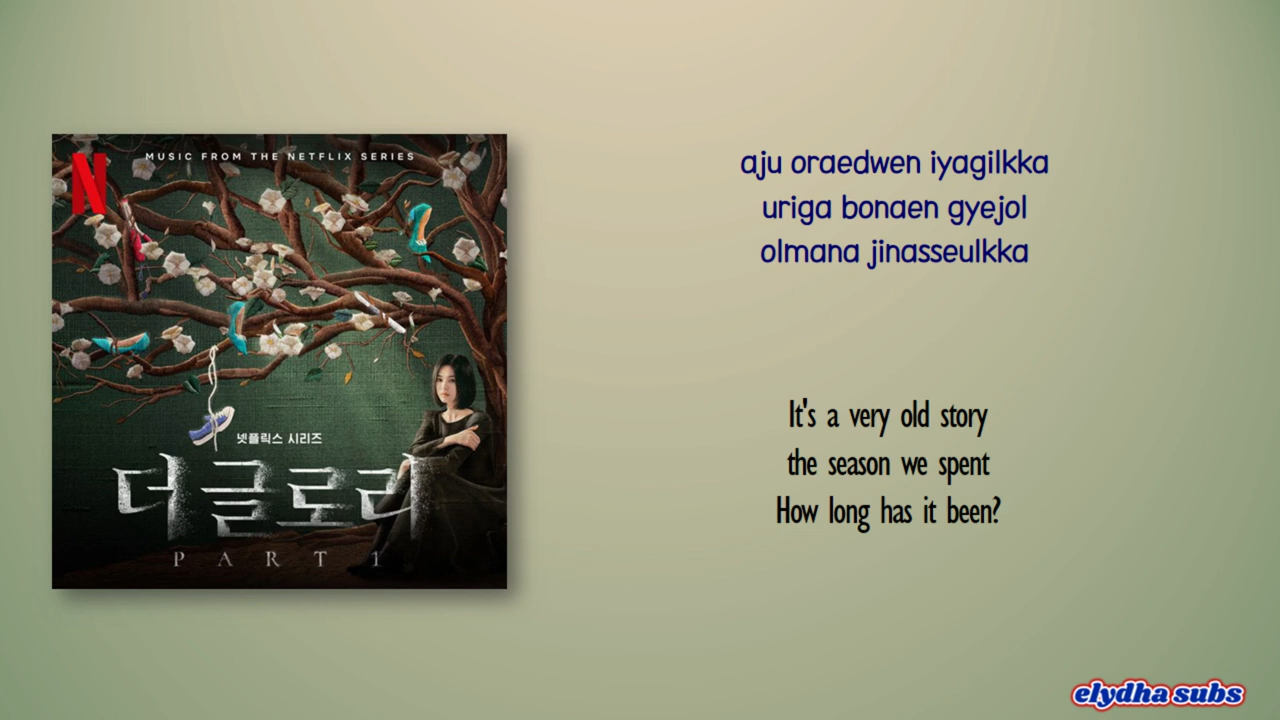 MUSIC FROM THE NETFLIX SERIES
N
넷플릭스 시리즈
더 글로리
PART 1
aju oraedwen iyagilkka
uriga bonaen gyejol
olmana jinasseulkka
It's a very old story
the season we spent
How long has it been?
elydha subs